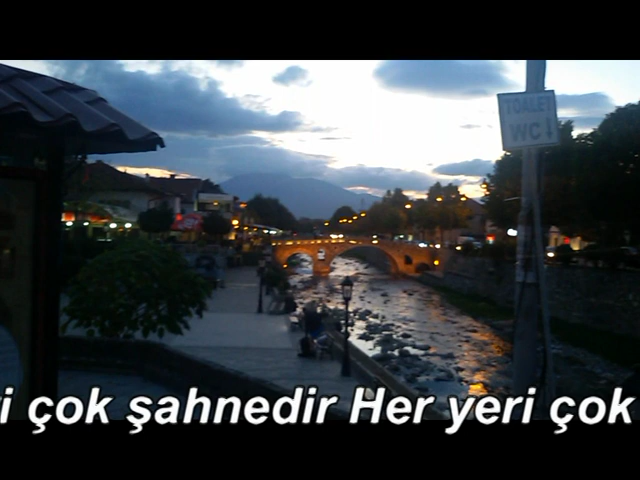 TOALET
WC↓
i çok şahnedir Her yeri çok